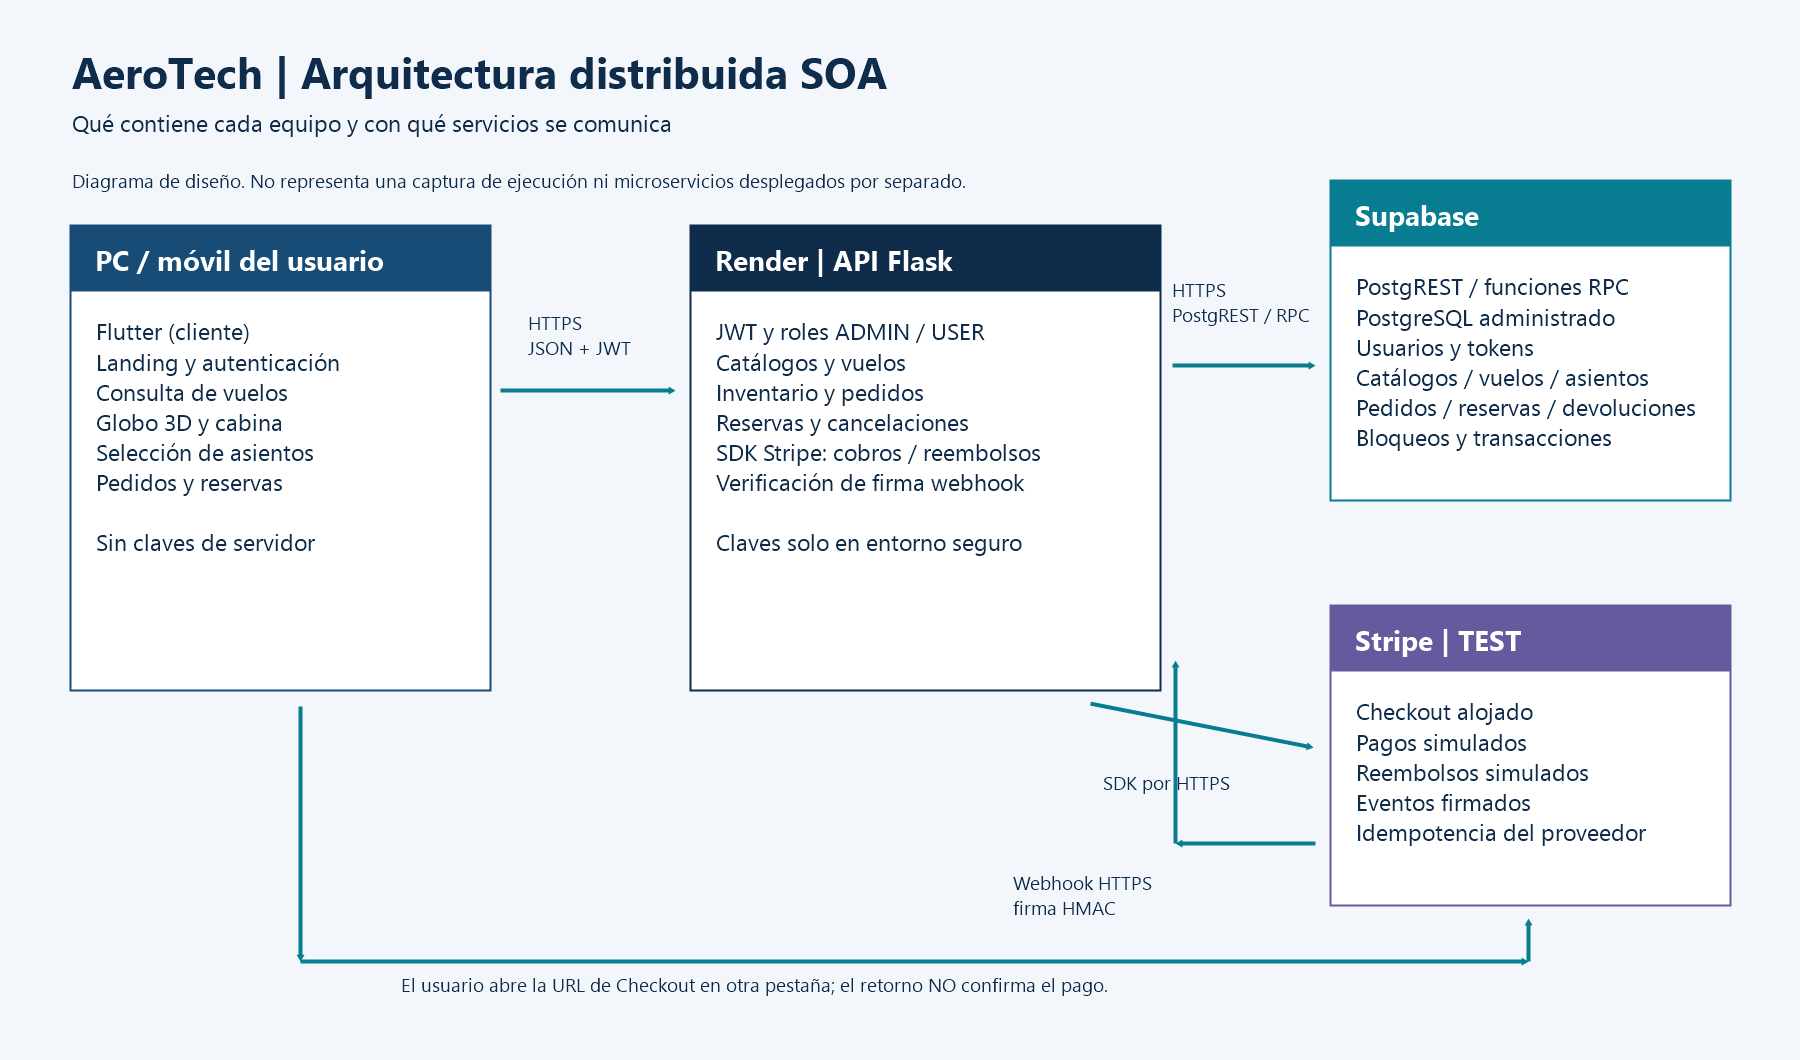 AeroTech | Arquitectura distribuida SOA
Qué contiene cada equipo y con qué servicios se comunica
Diagrama de diseño. No representa una captura de ejecución ni microservicios desplegados por separado.
PC / móvil del usuario
Flutter (cliente)
Landing y autenticación
Consulta de vuelos
Globo 3D y cabina
Selección de asientos
Pedidos y reservas
Sin claves de servidor
HTTPS
JSON + JWT
Render | API Flask
JWT y roles ADMIN / USER
Catálogos y vuelos
Inventario y pedidos
Reservas y cancelaciones
SDK Stripe: cobros / reembolsos
Verificación de firma webhook
Claves solo en entorno seguro
HTTPS
PostgREST / RPC
Supabase
PostgREST / funciones RPC
PostgreSQL administrado
Usuarios y tokens
Catálogos / vuelos / asientos
Pedidos / reservas / devoluciones
Bloqueos y transacciones
Stripe | TEST
Checkout alojado
Pagos simulados
Reembolsos simulados
Eventos firmados
Idempotencia del proveedor
SDK por HTTPS
Webhook HTTPS
firma HMAC
El usuario abre la URL de Checkout en otra pestaña; el retorno NO confirma el pago.